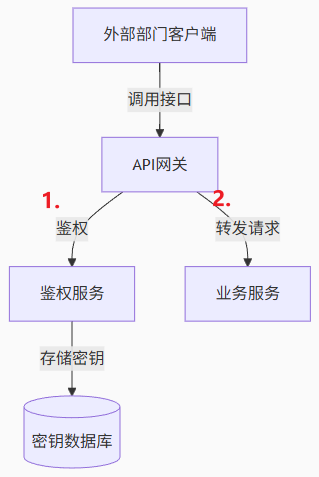 外部部门客户端
调用接口
API网关
1.
2.
鉴权
转发请求
鉴权服务
业务服务
存储密钥
密钥数据库